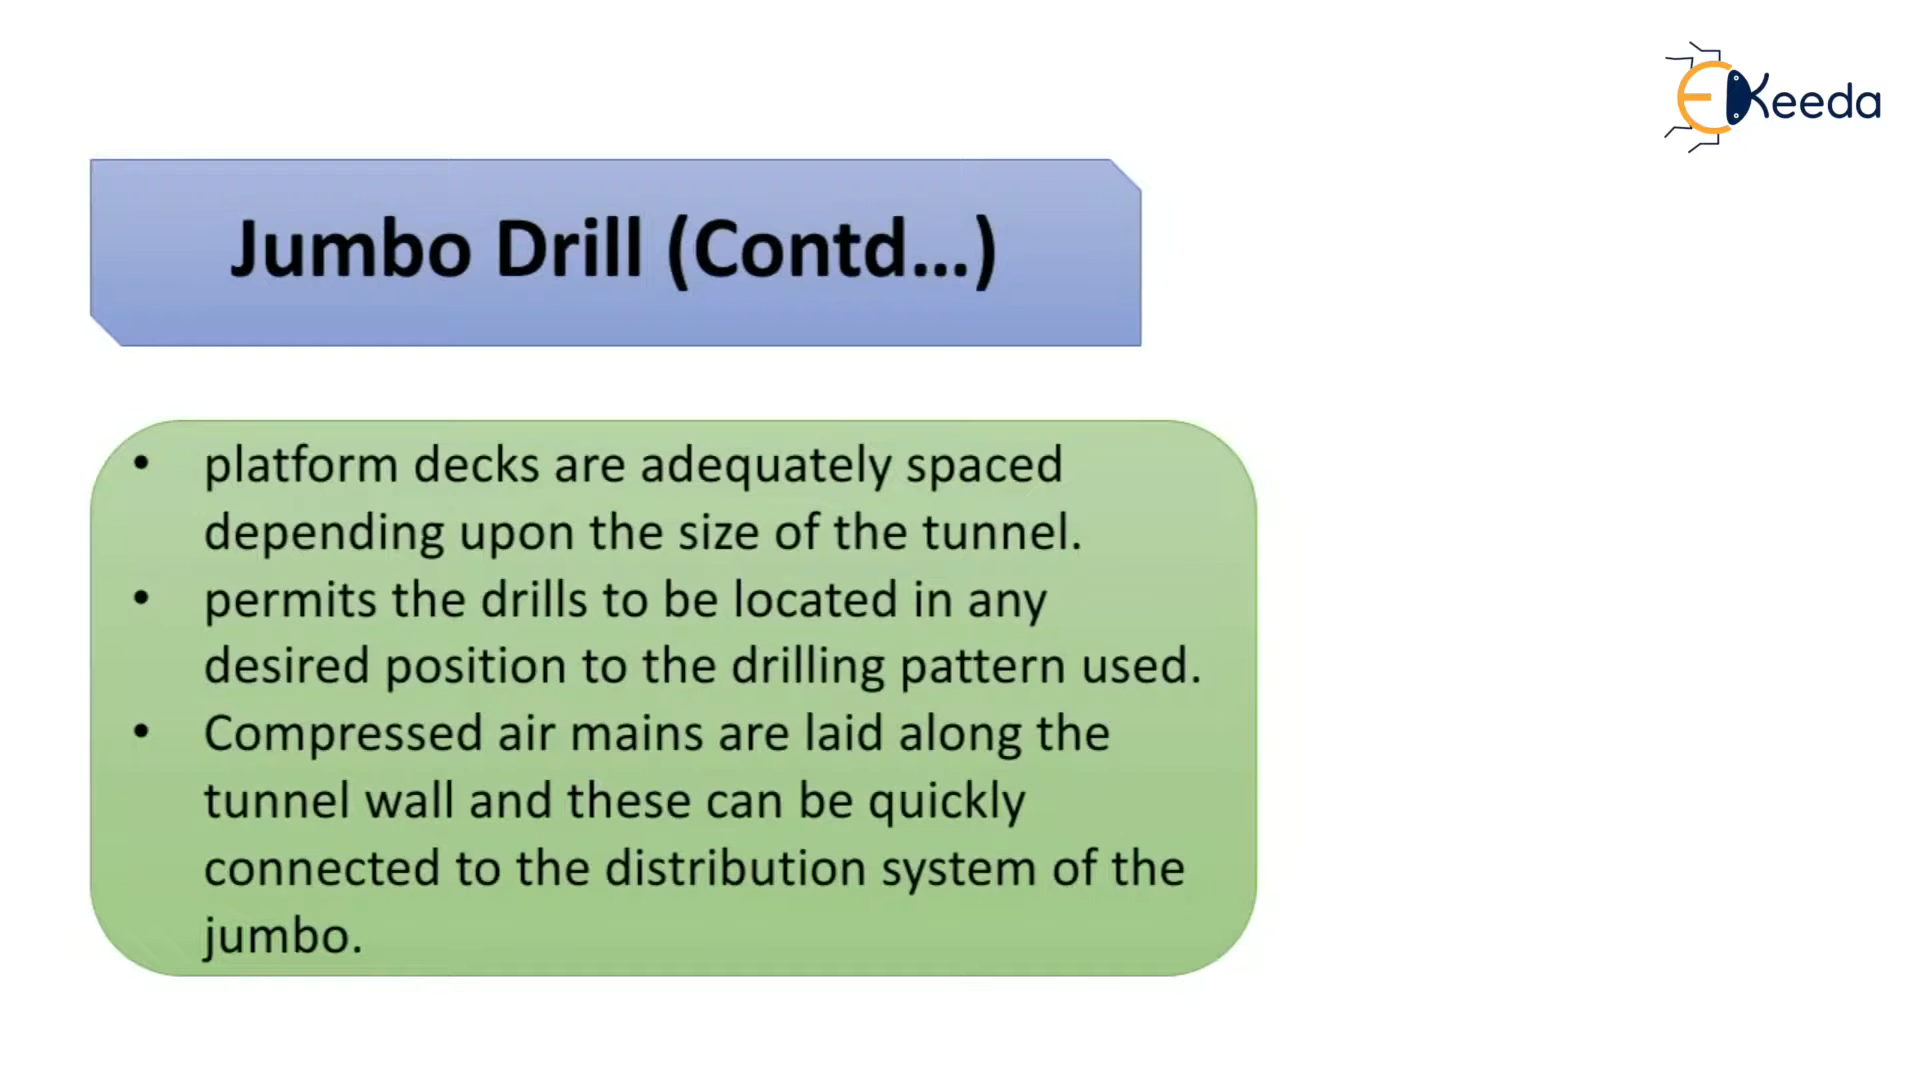 EKeeda
Jumbo Drill (Contd...)
• platform decks are adequately spaced
depending upon the size of the tunnel.
• permits the drills to be located in any
desired position to the drilling pattern used.
• Compressed air mains are laid along the
tunnel wall and these can be quickly
connected to the distribution system of the
jumbo.